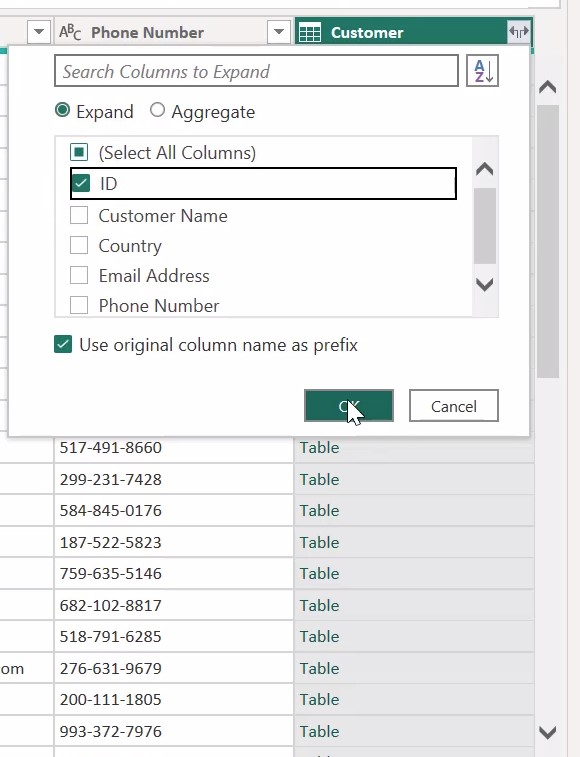 ABC Phone Number Customer
Search Columns to Expand
AZ
Expand Aggregate
(Select All Columns)
ID
Customer Name
Country
Email Address
Phone Number
Use original column name as prefix
OK Cancel
517-491-8660 Table
299-231-7428 Table
584-845-0176 Table
187-522-5823 Table
759-635-5146 Table
682-102-8817 Table
518-791-6285 Table
om 276-631-9679 Table
200-111-1805 Table
993-372-7976 Table